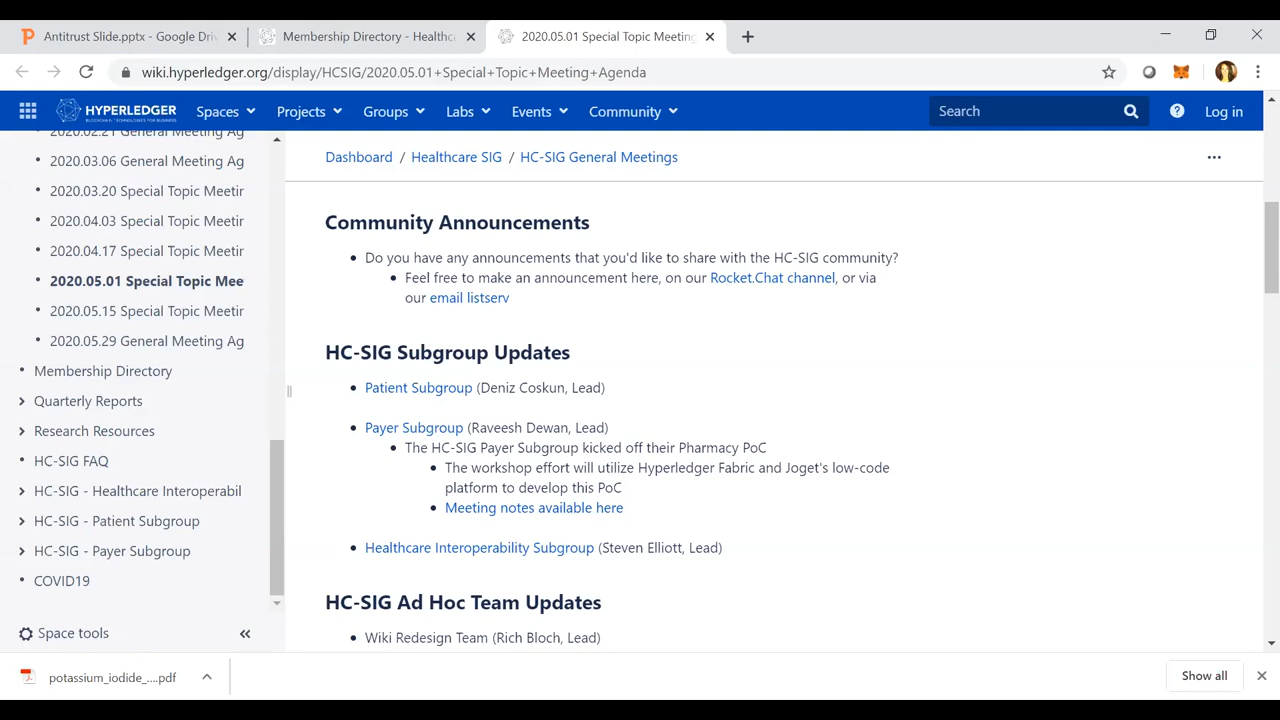 Antitrust Slide.pptx - Google Driv
Membership Directory - Healthc
2020.05.01 Special Topic Meeting
wiki.hyperledger.org/display/HCSIG/2020.05.01+Special+Topic+Meeting+Agenda
HYPERLEDGER
BLOCKCHAIN TECHNOLOGIES FOR BUSINESS
Spaces
Projects
Groups
Labs
Events
Community
Search
Log in
2020.02.21 General Meeting Ag
2020.03.06 General Meeting Ag
2020.03.20 Special Topic Meetin
2020.04.03 Special Topic Meetin
2020.04.17 Special Topic Meetin
2020.05.01 Special Topic Mee
2020.05.15 Special Topic Meetin
2020.05.29 General Meeting Ag
Membership Directory
Quarterly Reports
Research Resources
HC-SIG FAQ
HC-SIG - Healthcare Interoperabil
HC-SIG - Patient Subgroup
HC-SIG - Payer Subgroup
COVID19
Space tools
Dashboard / Healthcare SIG / HC-SIG General Meetings
Community Announcements
• Do you have any announcements that you'd like to share with the HC-SIG community?
• Feel free to make an announcement here, on our Rocket.Chat channel, or via
our email listserv
HC-SIG Subgroup Updates
• Patient Subgroup (Deniz Coskun, Lead)
• Payer Subgroup (Raveesh Dewan, Lead)
• The HC-SIG Payer Subgroup kicked off their Pharmacy PoC
• The workshop effort will utilize Hyperledger Fabric and Joget's low-code
platform to develop this PoC
• Meeting notes available here
• Healthcare Interoperability Subgroup (Steven Elliott, Lead)
HC-SIG Ad Hoc Team Updates
• Wiki Redesign Team (Rich Bloch, Lead)
potassium_iodide_....pdf
Show all